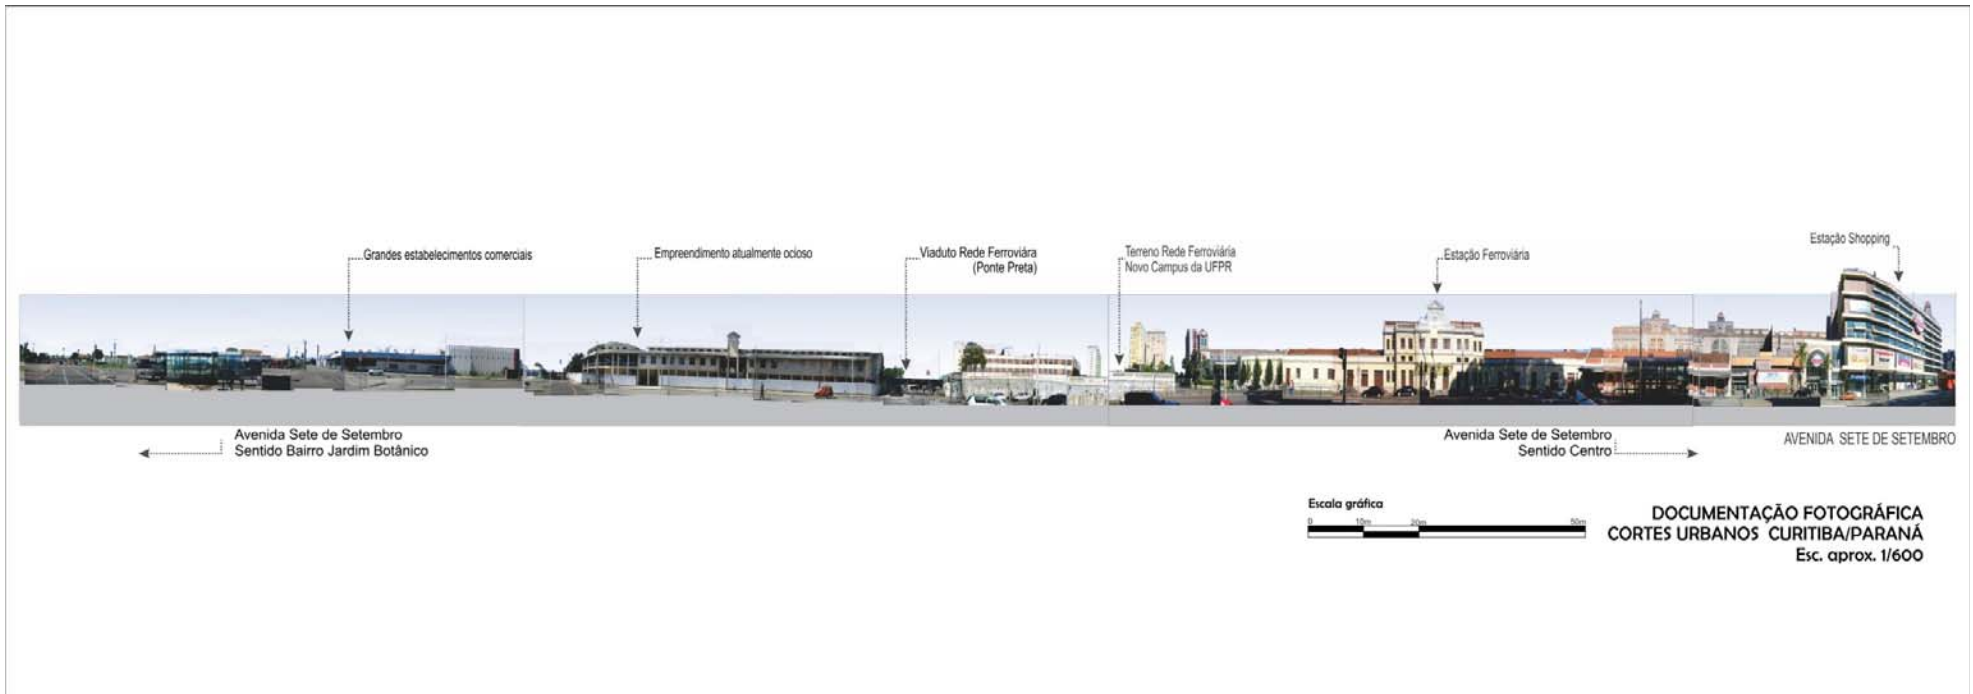 Grandes estabelecimentos comerciais
Empreendimento atualmente ocioso
Viaduto Rede Ferroviára
(Ponte Preta)
Terreno Rede Ferroviária
Novo Campus da UFPR
Estação Ferroviária
Estação Shopping
Avenida Sete de Setembro
Sentido Bairro Jardim Botânico
Avenida Sete de Setembro
Sentido Centro
AVENIDA SETE DE SETEMBRO
Escala gráfica
0 10m 20m 50m
DOCUMENTAÇÃO FOTOGRÁFICA
CORTES URBANOS CURITIBA/PARANÁ
Esc. aprox. 1/600